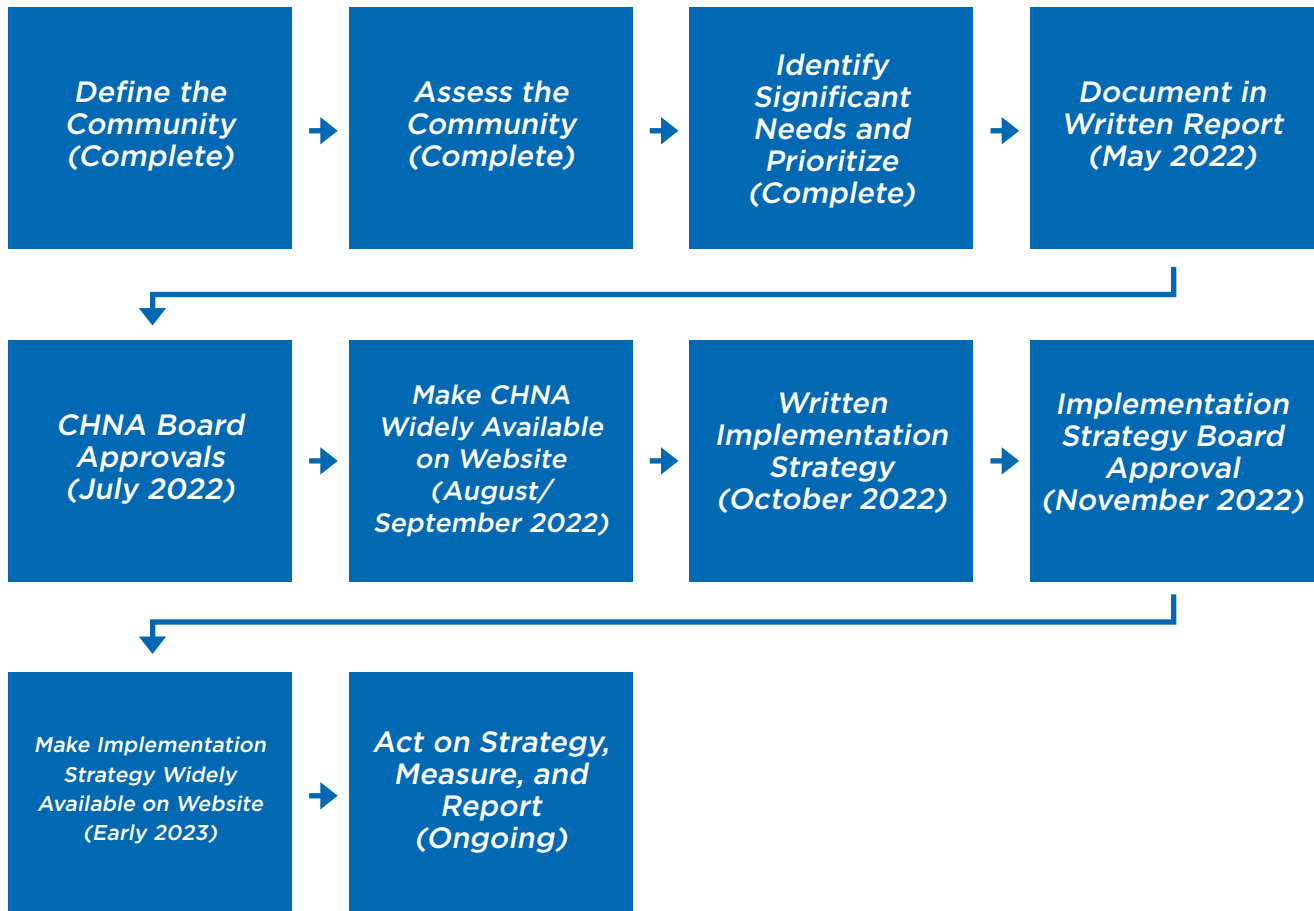 Define the
Community
(Complete)
Assess the
Community
(Complete)
Identify
Significant
Needs and
Prioritize
(Complete)
Document in
Written Report
(May 2022)
CHNA Board
Approvals
(July 2022)
Make CHNA
Widely Available
on Website
(August/
September 2022)
Written
Implementation
Strategy
(October 2022)
Implementation
Strategy Board
Approval
(November 2022)
Make Implementation
Strategy Widely
Available on Website
(Early 2023)
Act on Strategy,
Measure, and
Report
(Ongoing)